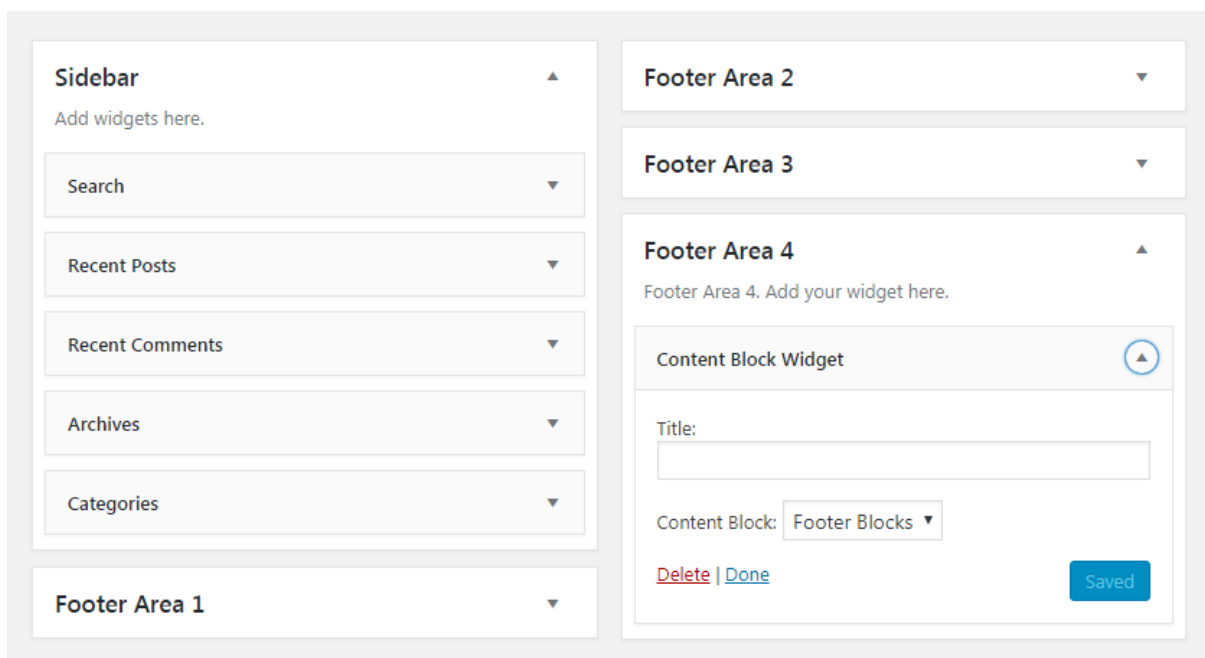 Sidebar
Add widgets here.
Search
Recent Posts
Recent Comments
Archives
Categories
Footer Area 1
Footer Area 2
Footer Area 3
Footer Area 4
Footer Area 4. Add your widget here.
Content Block Widget
Title:
Content Block: Footer Blocks
Delete | Done
Saved